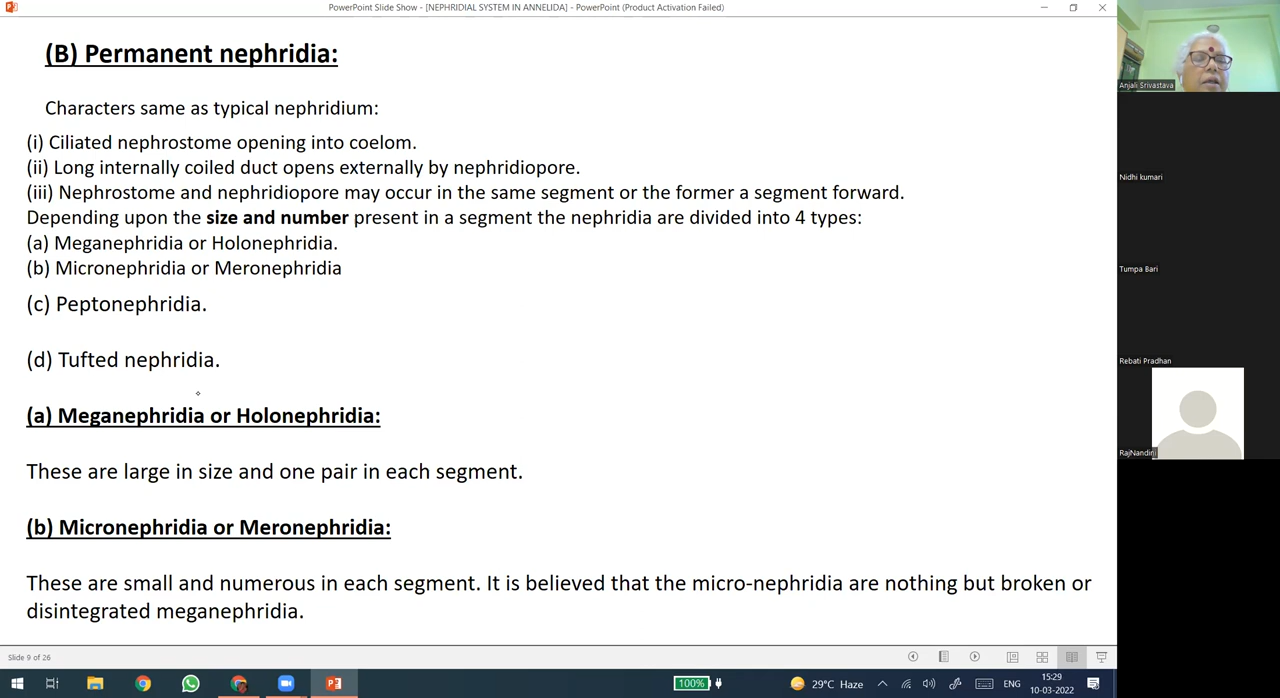 PowerPoint Slide Show - [NEPHRIDIAL SYSTEM IN ANNELIDA] - PowerPoint (Product Activation Failed)
(B) Permanent nephridia:
Characters same as typical nephridium:
(i) Ciliated nephrostome opening into coelom.
(ii) Long internally coiled duct opens externally by nephridiopore.
(iii) Nephrostome and nephridiopore may occur in the same segment or the former a segment forward.
Depending upon the size and number present in a segment the nephridia are divided into 4 types:
(a) Meganephridia or Holonephridia.
(b) Micronephridia or Meronephridia
(c) Peptonephridia.
(d) Tufted nephridia.
(a) Meganephridia or Holonephridia:
These are large in size and one pair in each segment.
(b) Micronephridia or Meronephridia:
These are small and numerous in each segment. It is believed that the micro-nephridia are nothing but broken or
disintegrated meganephridia.
Slide 9 of 26
100%
29°C Haze
ENG
15:29
10-03-2022
Anjali Srivastava
Nidhi kumari
Tumpa Bari
Rebati Pradhan
RajNandini